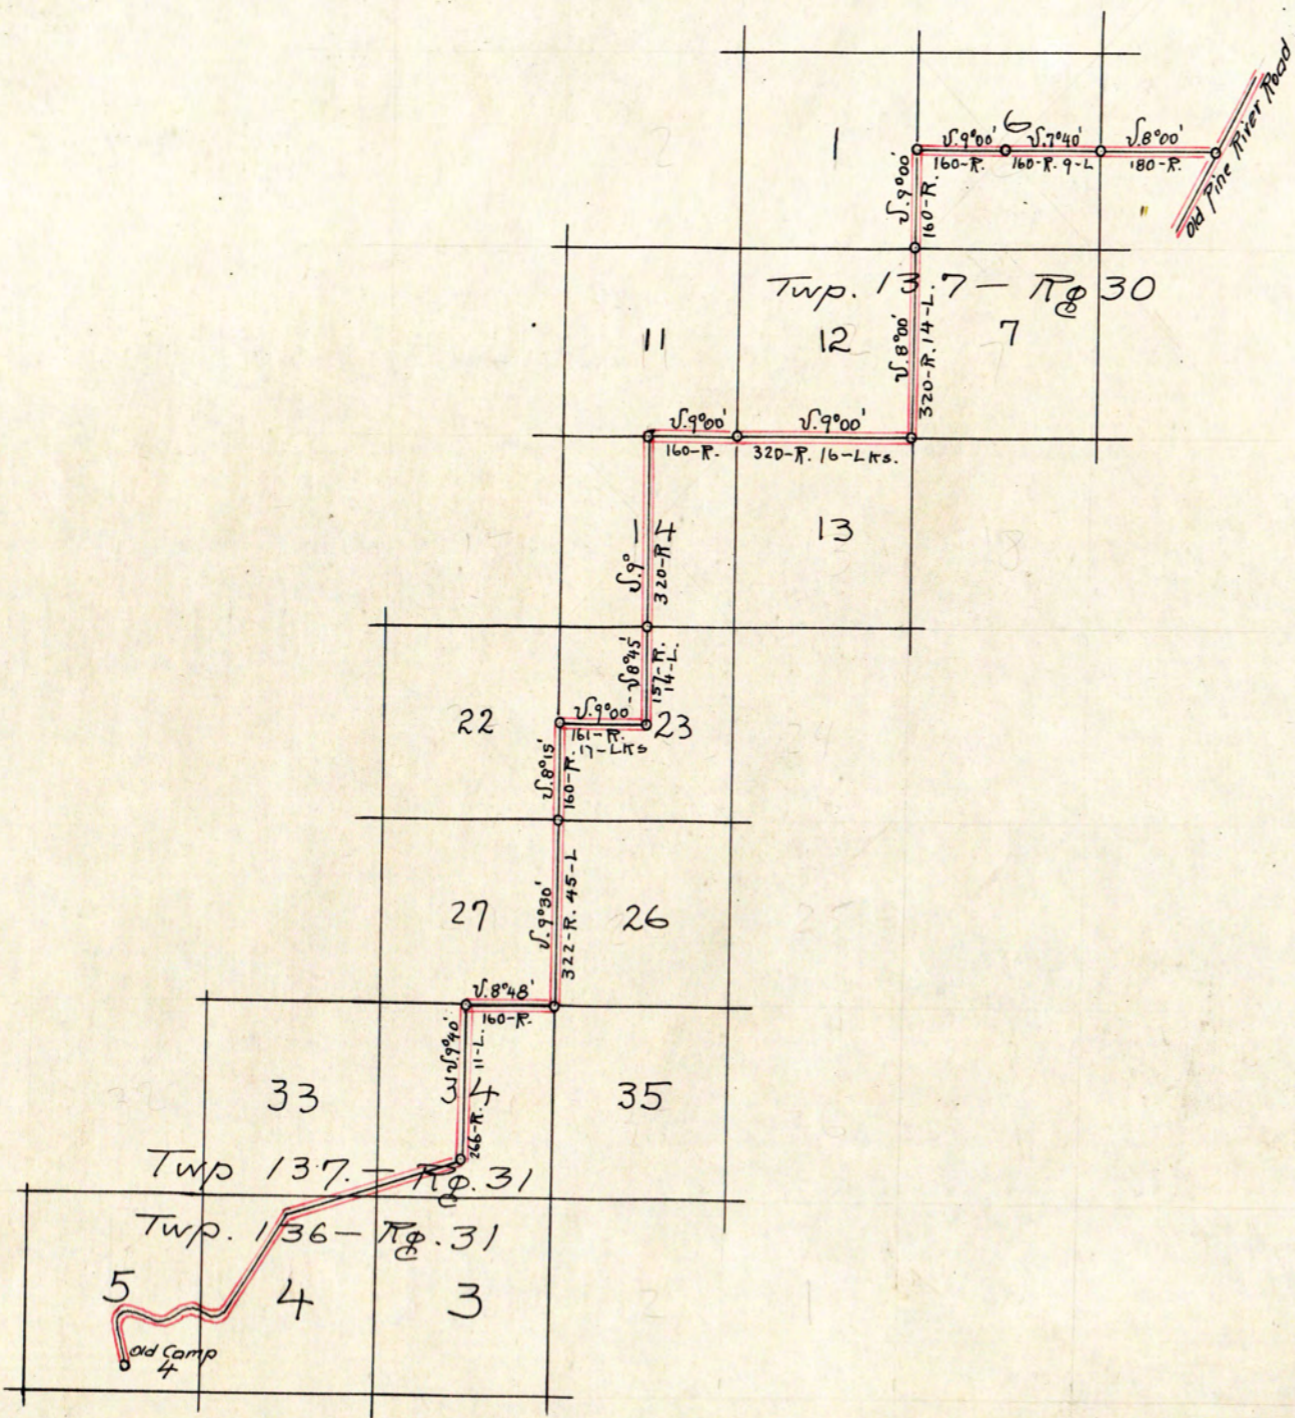 Old Pine River Road
1
6
V.9°00'
V.7°40'
V.8°00'
160-R.
160-R. 9-L
180-R.
V.9°00'
160-R.
Twp. 137 — Rg 30
11
12
7
V.8°00'
320-R. 14-L.
V.9°00'
V.9°00'
160-R.
320-R. 16-Lks.
14
13
V.9°
320-R.
V.8°45'
157-R.
14-L.
22
V.9°00'
23
161-R.
17-Lks
V.8°15'
160-R.
27
26
V.9°30'
322-R. 45-L
V.8°48'
160-R.
33
34
35
V.9°40'
266-R. 11-L.
Twp 137. — Rg. 31
Twp. 136 — Rg. 31
5
4
3
Old Camp
4